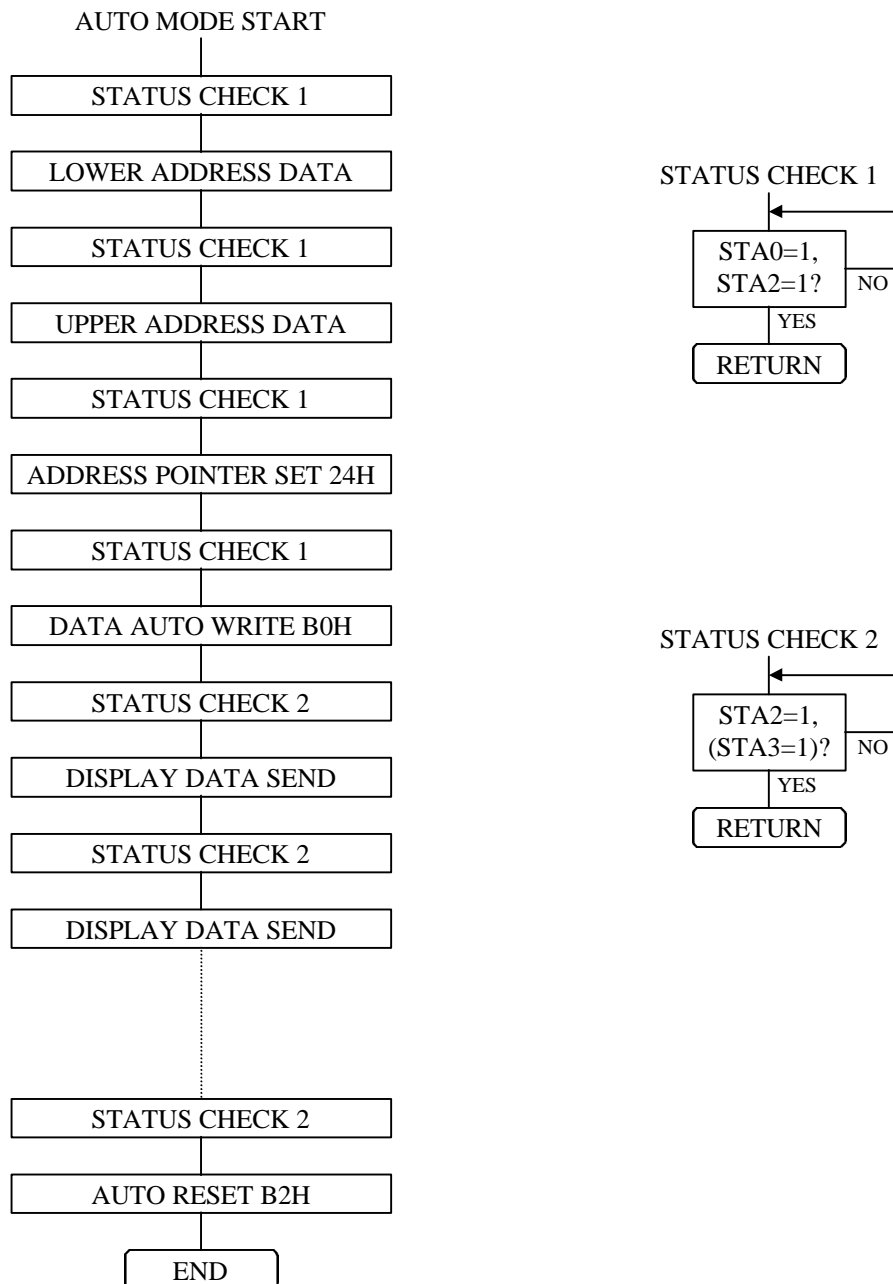 AUTO MODE START
STATUS CHECK 1
LOWER ADDRESS DATA
STATUS CHECK 1
UPPER ADDRESS DATA
STATUS CHECK 1
ADDRESS POINTER SET 24H
STATUS CHECK 1
DATA AUTO WRITE B0H
STATUS CHECK 2
DISPLAY DATA SEND
STATUS CHECK 2
DISPLAY DATA SEND
STATUS CHECK 2
AUTO RESET B2H
END
STATUS CHECK 1
STA0=1,
STA2=1?
NO
YES
RETURN
STATUS CHECK 2
STA2=1,
(STA3=1)?
NO
YES
RETURN